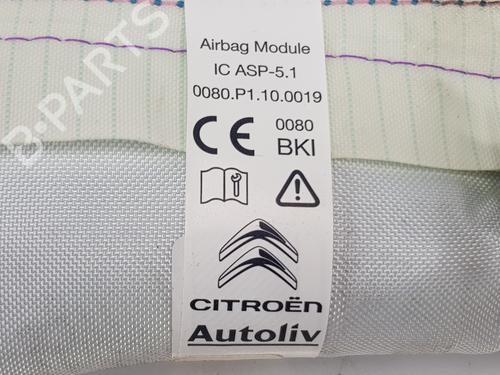 Airbag Module
IC ASP-5.1
0080.P1.10.0019
CE 0080
BKI
CITROËN
Autoliv
B-PARTS